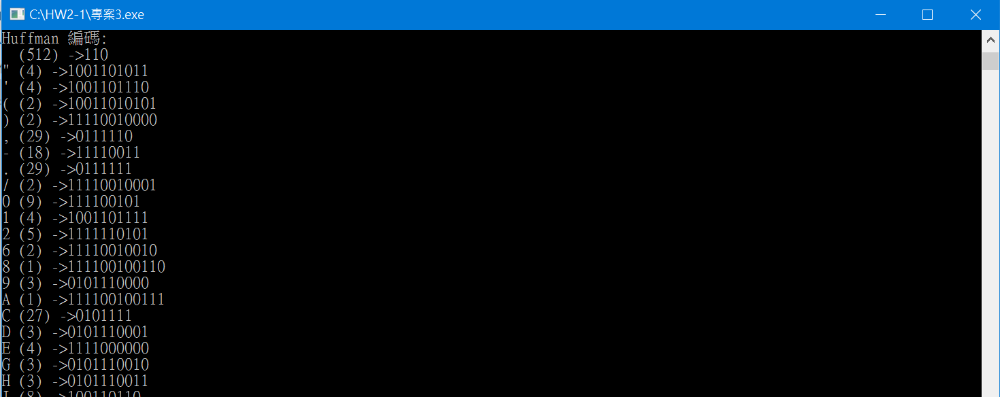 C:\HW2-1\專案3.exe
Huffman 編碼:
  (512) ->110
" (4) ->1001101011
' (4) ->1001101110
( (2) ->10011010101
) (2) ->11110010000
, (29) ->0111110
- (18) ->11110011
. (29) ->0111111
/ (2) ->11110010001
0 (9) ->111100101
1 (4) ->1001101111
2 (5) ->1111110101
6 (2) ->11110010010
8 (1) ->111100100110
9 (3) ->0101110000
A (1) ->111100100111
C (27) ->0101111
D (3) ->0101110001
E (4) ->1111000000
G (3) ->0101110010
H (3) ->0101110011
(8) ->100110110